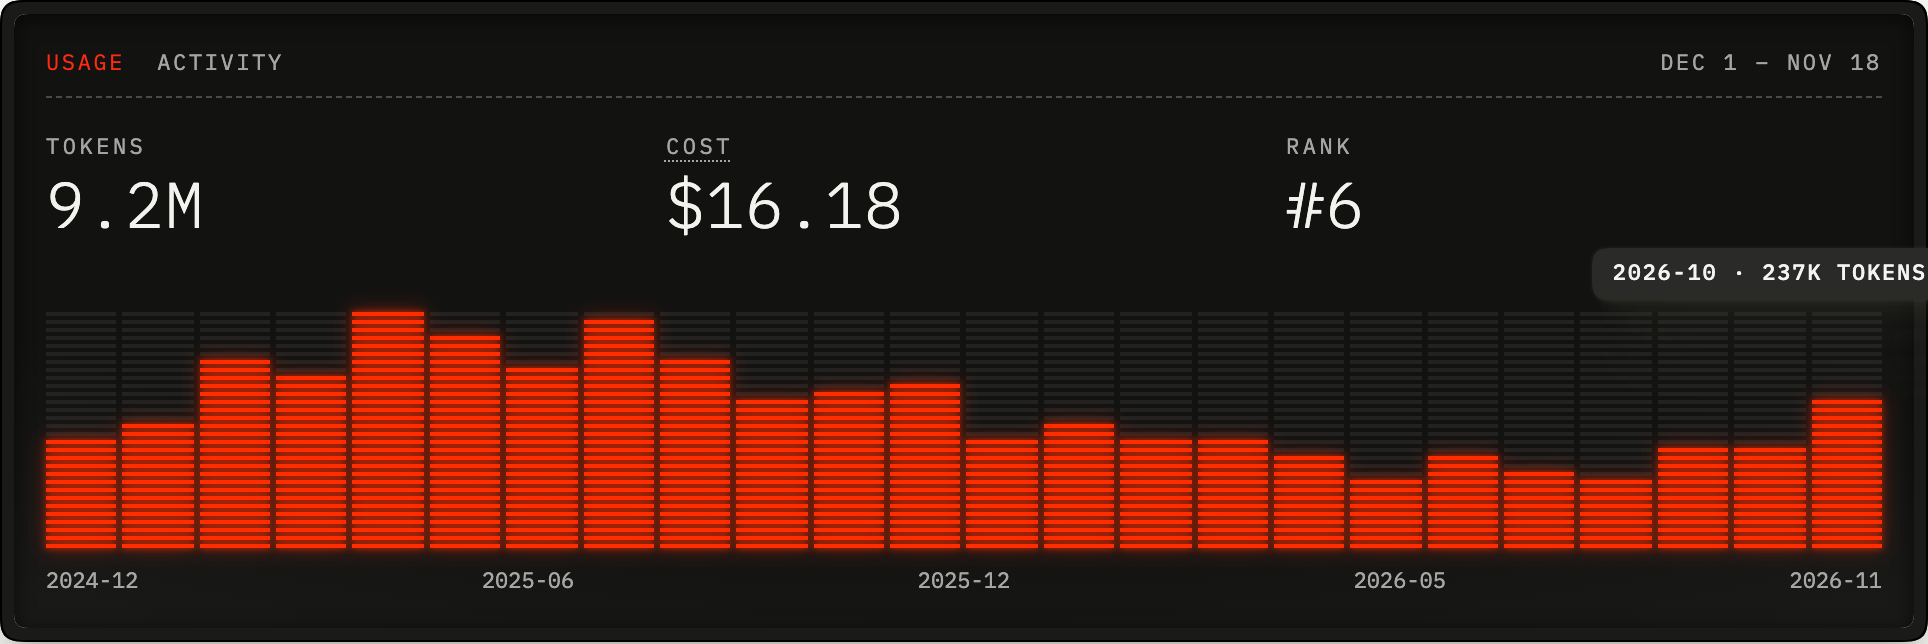 USAGE ACTIVITY DEC 1 – NOV 18
TOKENS COST RANK
9.2M $16.18 #6
2026-10 · 237K TOKENS
2024-12 2025-06 2025-12 2026-05 2026-11